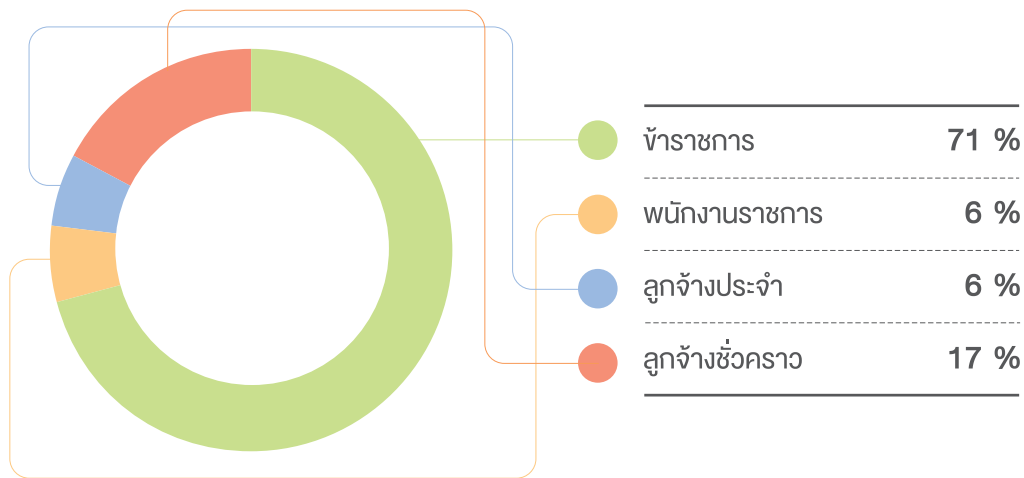 ข้าราชการ 71 %
พนักงานราชการ 6 %
ลูกจ้างประจำ 6 %
ลูกจ้างชั่วคราว 17 %